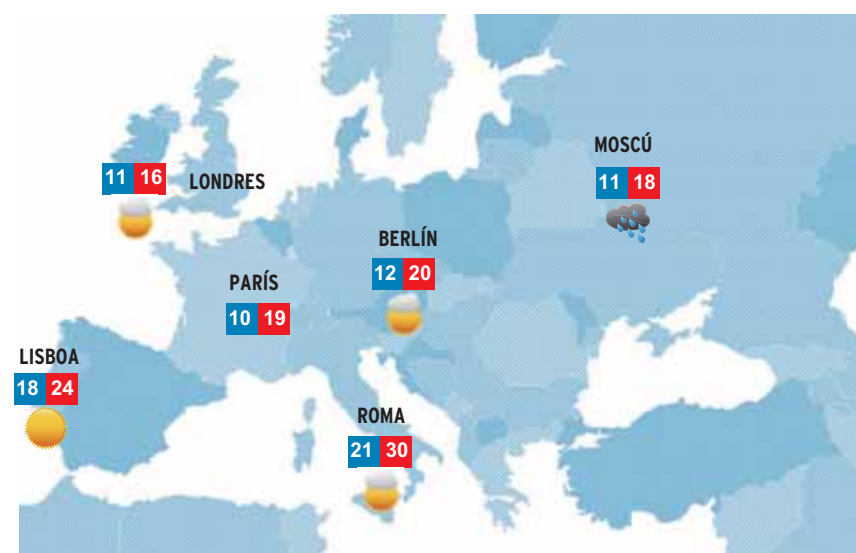 MOSCÚ
11 18
11 16
LONDRES
BERLÍN
12 20
PARÍS
10 19
LISBOA
18 24
ROMA
21 30